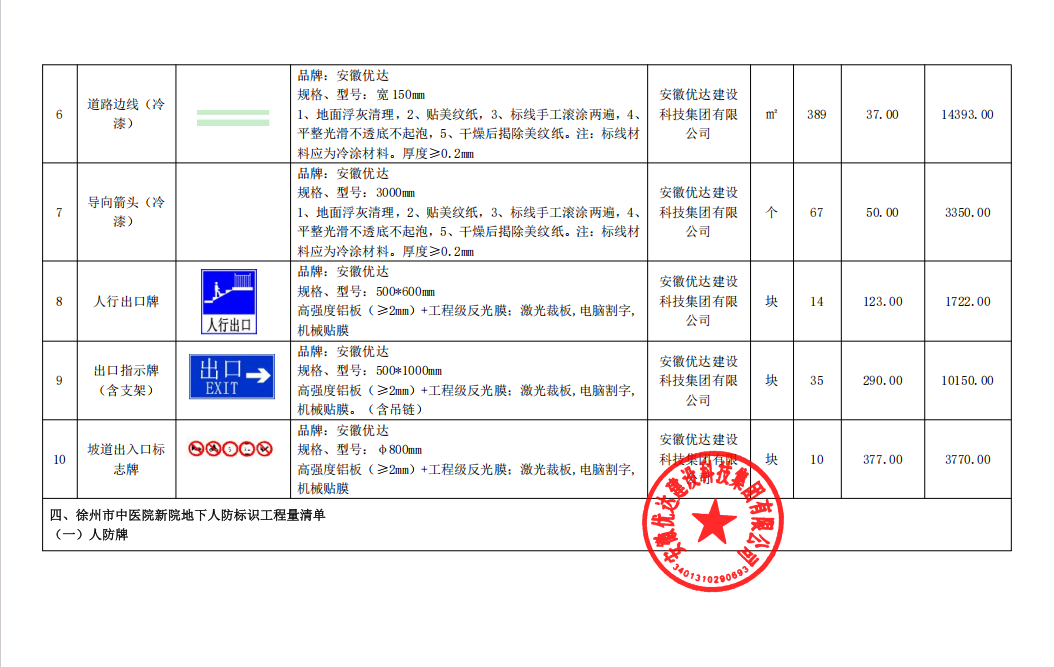 6
道路边线（冷
漆）
品牌：安徽优达
规格、型号：宽 150mm
1、地面浮灰清理，2、贴美纹纸，3、标线手工滚涂两遍，4、
平整光滑不透底不起泡，5、干燥后揭除美纹纸。注：标线材
料应为冷涂材料。厚度≥0.2mm
安徽优达建设
科技集团有限
公司
㎡
389
37.00
14393.00
7
导向箭头（冷
漆）
品牌：安徽优达
规格、型号：3000mm
1、地面浮灰清理，2、贴美纹纸，3、标线手工滚涂两遍，4、
平整光滑不透底不起泡，5、干燥后揭除美纹纸。注：标线材
料应为冷涂材料。厚度≥0.2mm
安徽优达建设
科技集团有限
公司
个
67
50.00
3350.00
8
人行出口牌
人行出口
品牌：安徽优达
规格、型号：500*600mm
高强度铝板（≥2mm）+工程级反光膜；激光裁板,电脑割字,
机械贴膜
安徽优达建设
科技集团有限
公司
块
14
123.00
1722.00
9
出口指示牌
（含支架）
出口
EXIT
品牌：安徽优达
规格、型号：500*1000mm
高强度铝板（≥2mm）+工程级反光膜；激光裁板,电脑割字,
机械贴膜。（含吊链）
安徽优达建设
科技集团有限
公司
块
35
290.00
10150.00
10
坡道出入口标
志牌
品牌：安徽优达
规格、型号：φ800mm
高强度铝板（≥2mm）+工程级反光膜；激光裁板,电脑割字,
机械贴膜
安徽优达建设
科技集团有限
公司
块
10
377.00
3770.00
四、徐州市中医院新院地下人防标识工程量清单
（一）人防牌
安徽优达建设科技集团有限公司
3401310290693